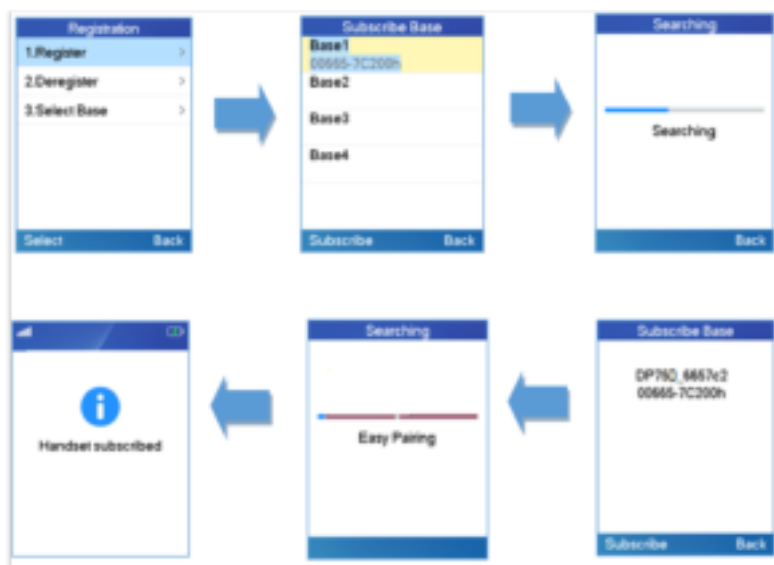 Registration
1.Register
2.Deregister
3.Select Base
Select Back
Subscribe Base
Base1
00665-7C200h
Base2
Base3
Base4
Subscribe Back
Searching
Searching
Back
Subscribe Base
DP750_6657c2
00665-7C200h
Subscribe Back
Searching
Easy Pairing
Handset subscribed